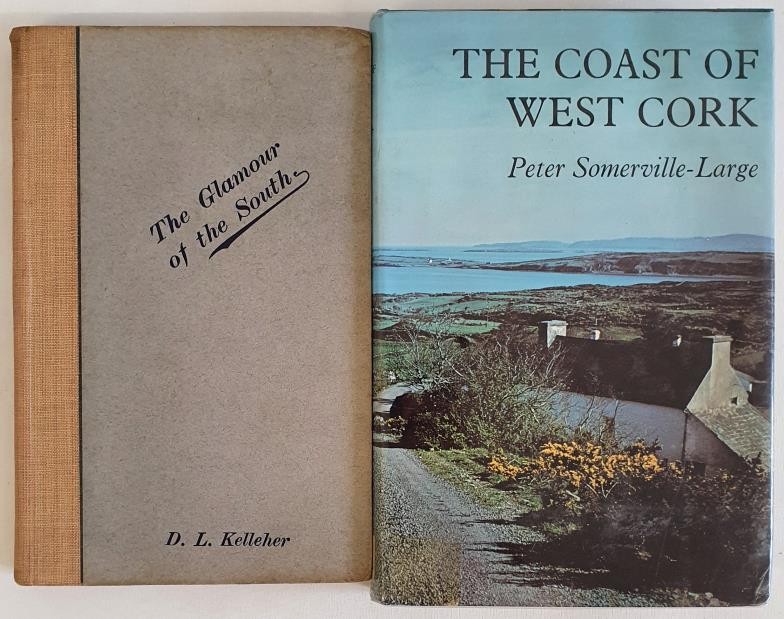 The Glamour
of the South.
D. L. Kelleher
THE COAST OF
WEST CORK
Peter Somerville-Large